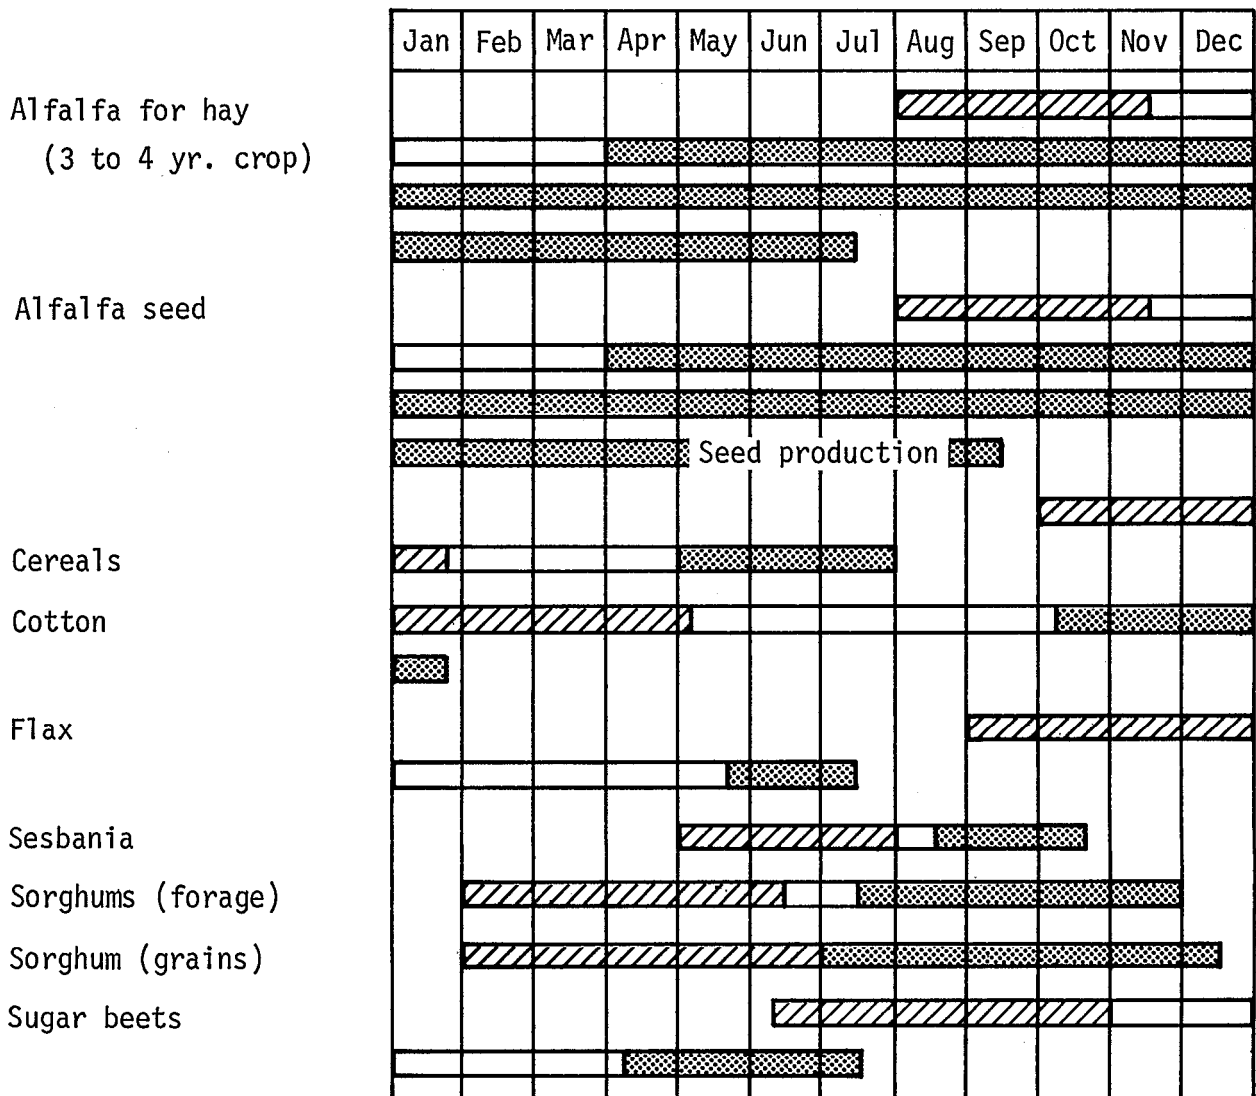 Jan Feb Mar Apr May Jun Jul Aug Sep Oct Nov Dec
Alfalfa for hay
(3 to 4 yr. crop)
Alfalfa seed
Seed production
Cereals
Cotton
Flax
Sesbania
Sorghums (forage)
Sorghum (grains)
Sugar beets